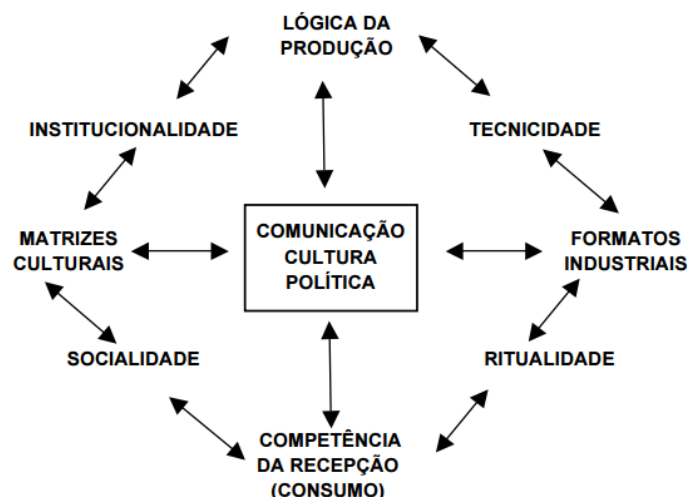 LÓGICA DA
PRODUÇÃO
INSTITUCIONALIDADE
TECNICIDADE
MATRIZES
CULTURAIS
COMUNICAÇÃO
CULTURA
POLÍTICA
FORMATOS
INDUSTRIAIS
SOCIALIDADE
RITUALIDADE
COMPETÊNCIA
DA RECEPÇÃO
(CONSUMO)